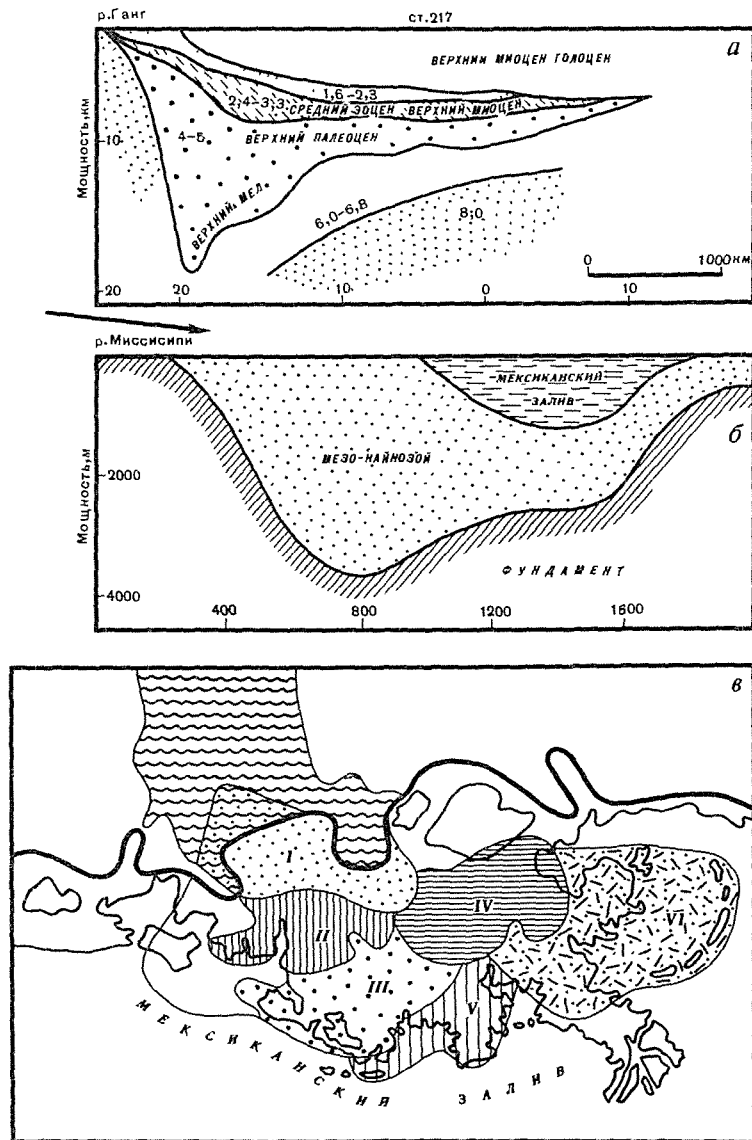 р. Ганг ст. 217
а
ВЕРХНИЙ МИОЦЕН ГОЛОЦЕН
1,6-2,3
2,4-3,3
СРЕДНИЙ ЭОЦЕН ВЕРХНИЙ МИОЦЕН
4-5
ВЕРХНИЙ ПАЛЕОЦЕН
Мощность, км
-10
ВЕРХНИЙ МЕЛ
6,0-6,8
8,0
0 1000 км
20
20 10 0 10
р. Миссисипи
МЕКСИКАНСКИЙ
ЗАЛИВ
б
МЕЗО-КАЙНОЗОЙ
Мощность, м
-2000
ФУНДАМЕНТ
-4000
400 800 1200 1600
в
I
IV
VI
II
III
V
МЕКСИКАНСКИЙ ЗАЛИВ